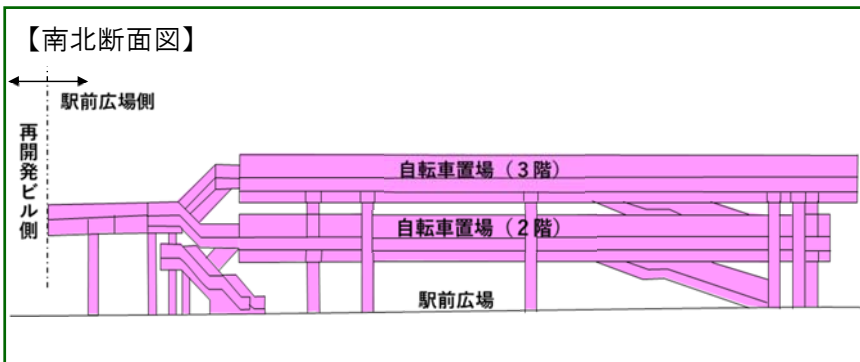 【南北断面図】
駅前広場側
再開発ビル側
自転車置場（３階）
自転車置場（２階）
駅前広場